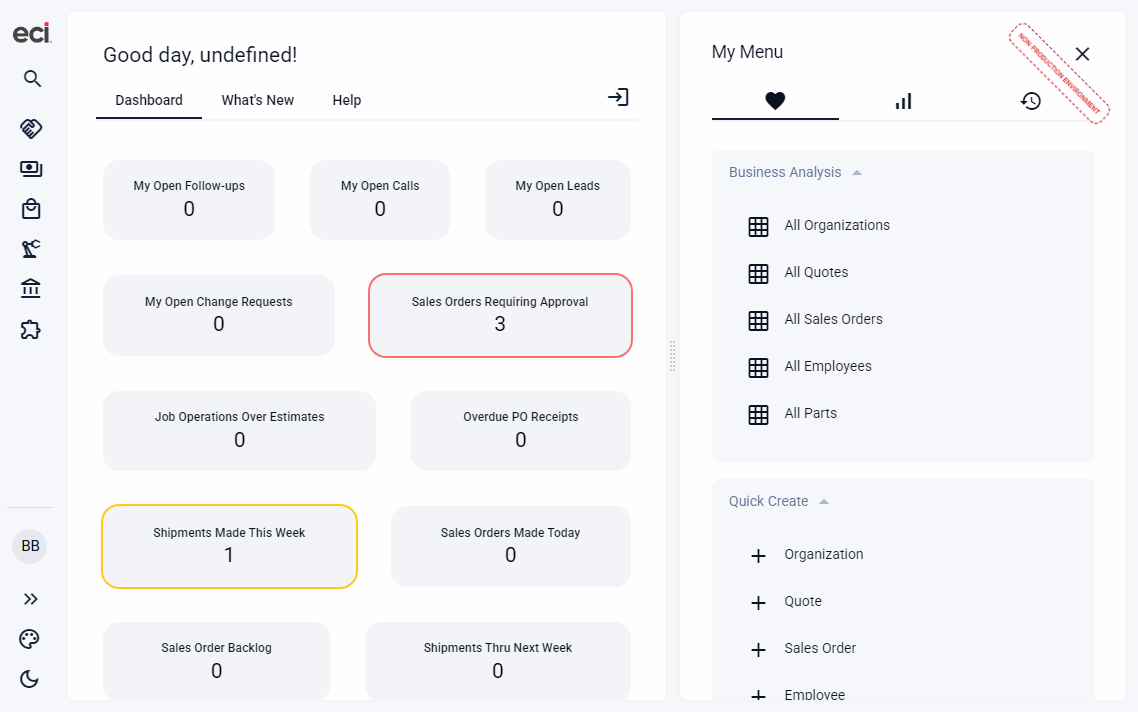 eci
Good day, undefined!
Dashboard
What's New
Help
My Open Follow-ups
0
My Open Calls
0
My Open Leads
0
My Open Change Requests
0
Sales Orders Requiring Approval
3
Job Operations Over Estimates
0
Overdue PO Receipts
0
Shipments Made This Week
1
Sales Orders Made Today
0
Sales Order Backlog
0
Shipments Thru Next Week
0
BB
My Menu
NON-PRODUCTION ENVIRONMENT
Business Analysis
All Organizations
All Quotes
All Sales Orders
All Employees
All Parts
Quick Create
Organization
Quote
Sales Order
Employee